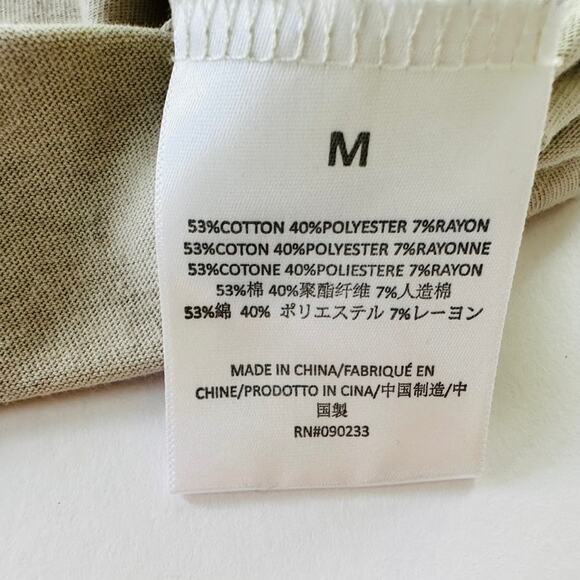 M
53%COTTON 40%POLYESTER 7%RAYON
53%COTON 40%POLYESTER 7%RAYONNE
53%COTONE 40%POLIESTERE 7%RAYON
53%棉 40%聚酯纤维 7%人造棉
53%綿 40% ポリエステル 7%レーヨン
MADE IN CHINA/FABRIQUÉ EN
CHINE/PRODOTTO IN CINA/中国制造/中
国製
RN#090233